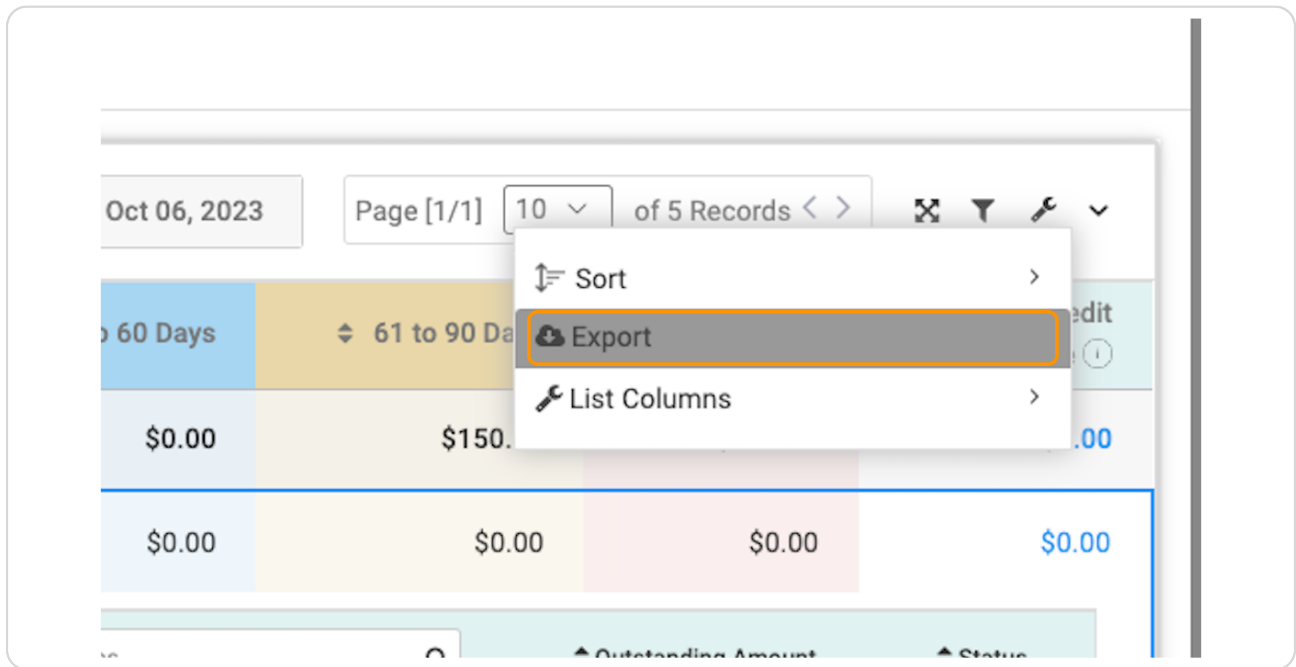 Oct 06, 2023 Page [1/1] 10 of 5 Records
Sort
Export
List Columns
60 Days 61 to 90
$0.00 $150. .00
$0.00 $0.00 $0.00 $0.00
Outstanding Amount Status